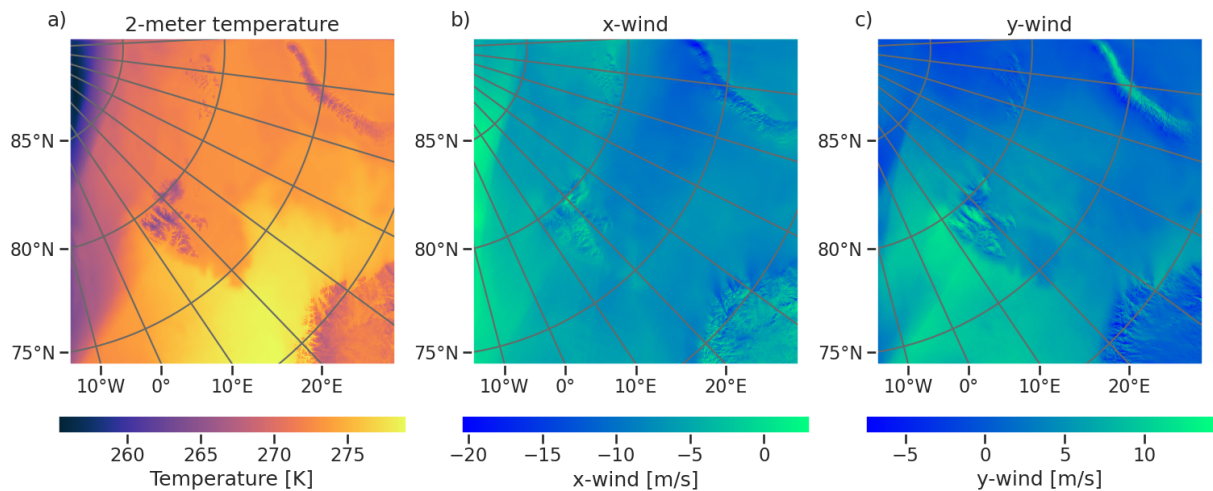 a)
2-meter temperature
85°N
80°N
75°N
10°W 0° 10°E 20°E
260 265 270 275
Temperature [K]
b)
x-wind
85°N
80°N
75°N
10°W 0° 10°E 20°E
−20 −15 −10 −5 0
x-wind [m/s]
c)
y-wind
85°N
80°N
75°N
10°W 0° 10°E 20°E
−5 0 5 10
y-wind [m/s]